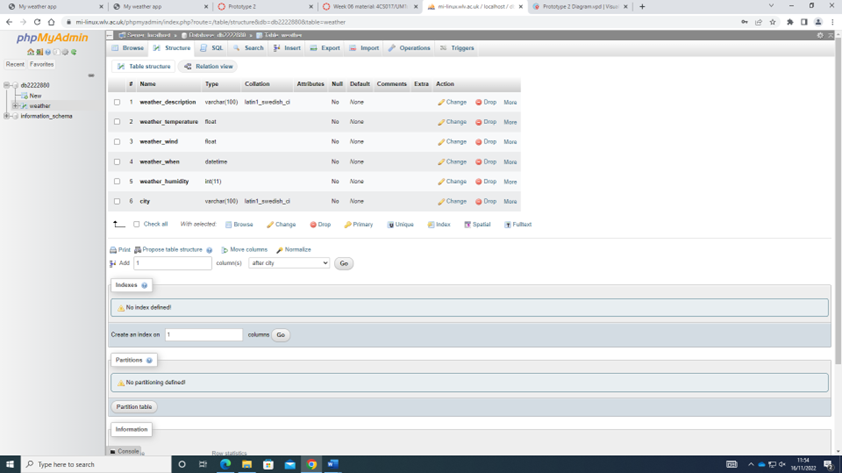 My weather app My weather app Prototype 2 Week 06 material: 4CS017/UM1 mi-linux.wlv.ac.uk / localhost / Prototype 2 Diagram.vpd | Visu
mi-linux.wlv.ac.uk/phpmyadmin/index.php?route=/table/structure&db=db2222880&table=weather
phpMyAdmin
Server: localhost » Database: db2222880 » Table: weather
Browse Structure SQL Search Insert Export Import Operations Triggers
Recent Favorites
Table structure Relation view
db2222880
New
weather
information_schema
# Name Type Collation Attributes Null Default Comments Extra Action
1 weather_description varchar(100) latin1_swedish_ci No None Change Drop More
2 weather_temperature float No None Change Drop More
3 weather_wind float No None Change Drop More
4 weather_when datetime No None Change Drop More
5 weather_humidity int(11) No None Change Drop More
6 city varchar(100) latin1_swedish_ci No None Change Drop More
Check all With selected: Browse Change Drop Primary Unique Index Spatial Fulltext
Print Propose table structure Move columns Normalize
Add 1 column(s) after city Go
Indexes
No index defined!
Create an index on 1 columns Go
Partitions
No partitioning defined!
Partition table
Information
Console
Row statistics
Type here to search
11:54
16/11/2022